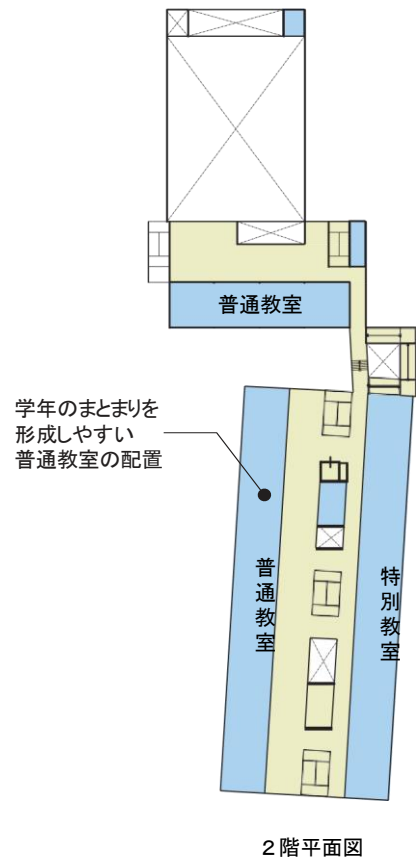 普通教室
学年のまとまりを
形成しやすい
普通教室の配置
普通教室
特別教室
2階平面図